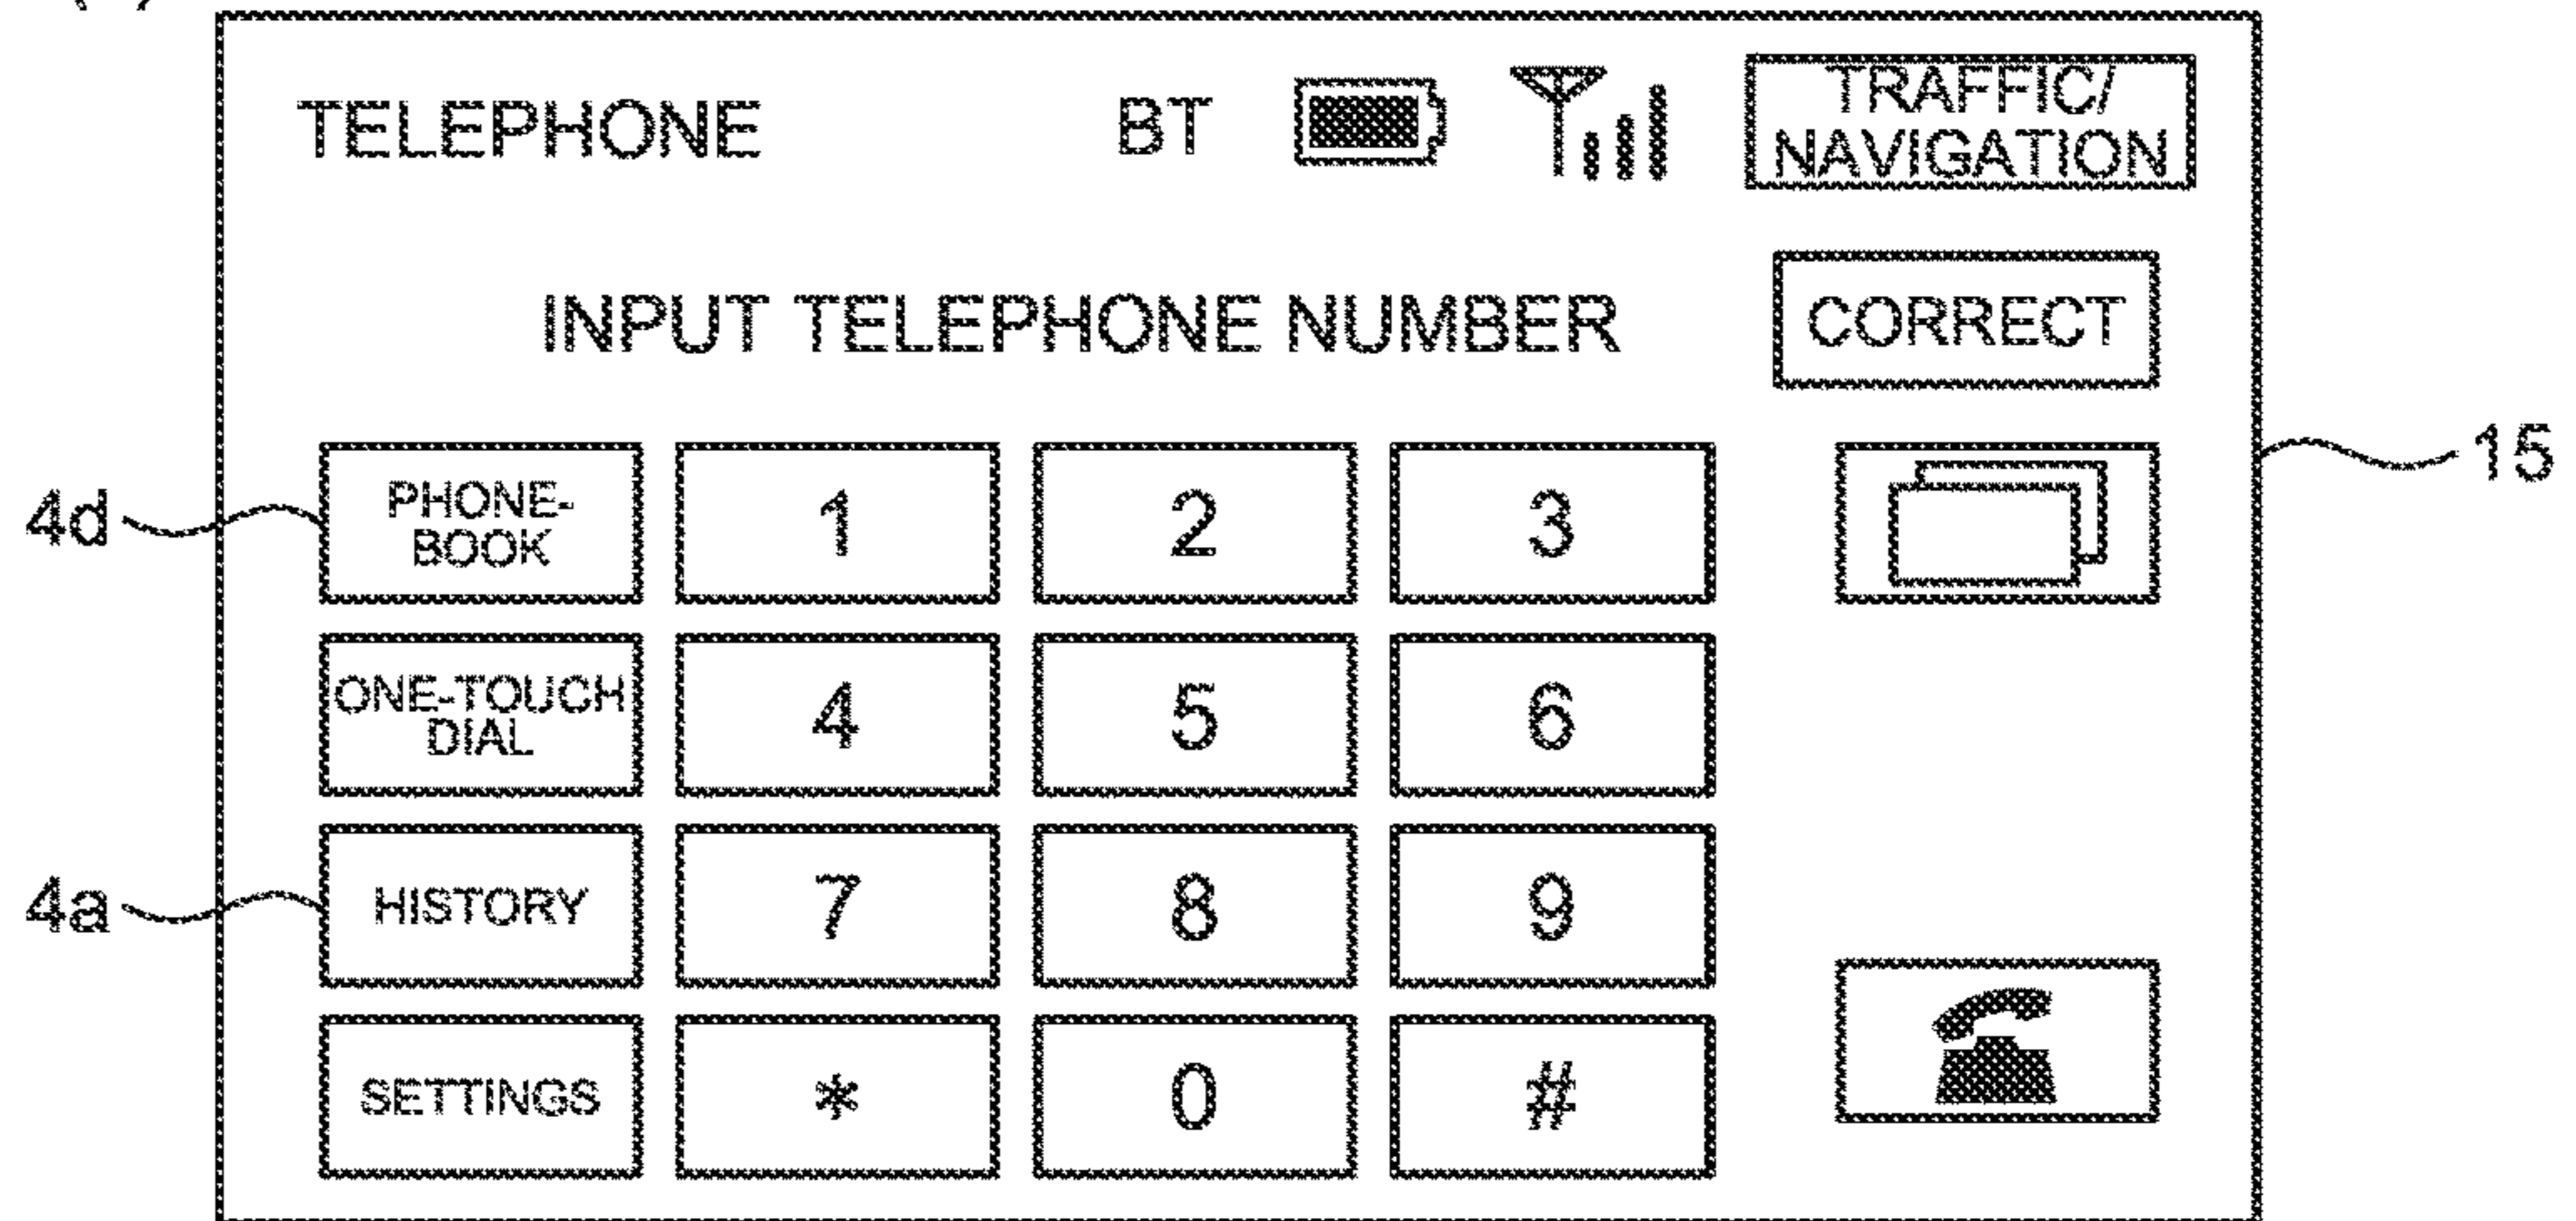 TELEPHONE BT TRAFFIC/
NAVIGATION
INPUT TELEPHONE NUMBER CORRECT
15
4d PHONE-
BOOK 1 2 3
ONE-TOUCH
DIAL 4 5 6
4a HISTORY 7 8 9
SETTINGS * 0 #